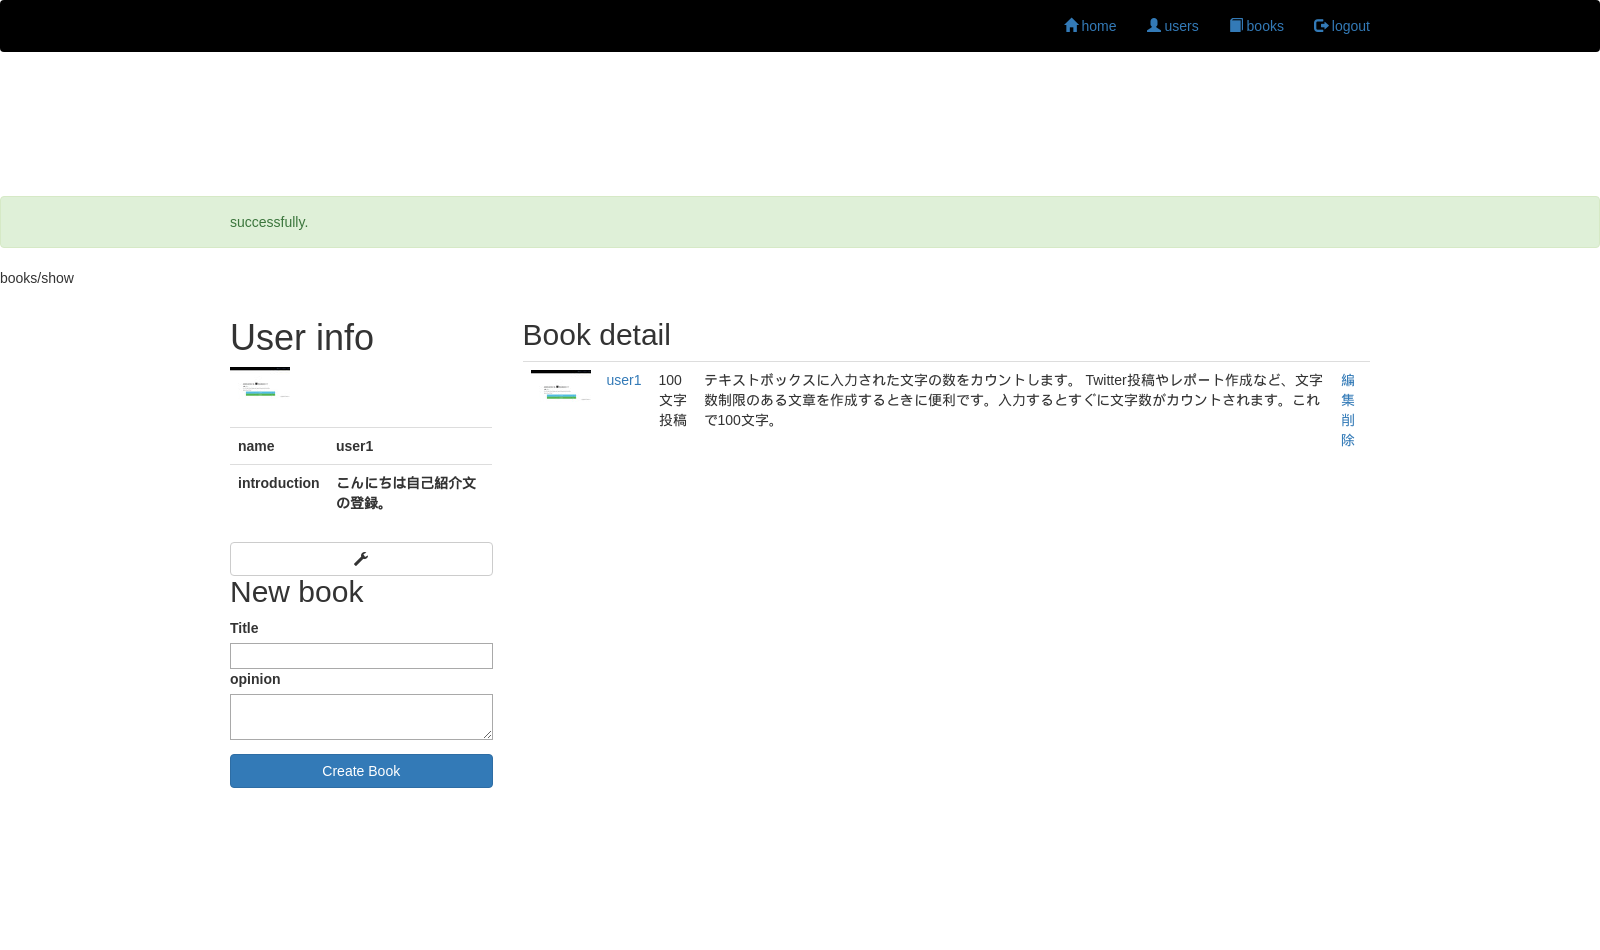 home users books logout
successfully.
books/show
User info
name user1
introduction こんにちは自己紹介文
の登録。
New book
Title
opinion
Create Book
Book detail
user1
100
文字
投稿
テキストボックスに入力された文字の数をカウントします。 Twitter投稿やレポート作成など、文字
数制限のある文章を作成するときに便利です。入力するとすぐに文字数がカウントされます。これ
で100文字。
編
集
削
除